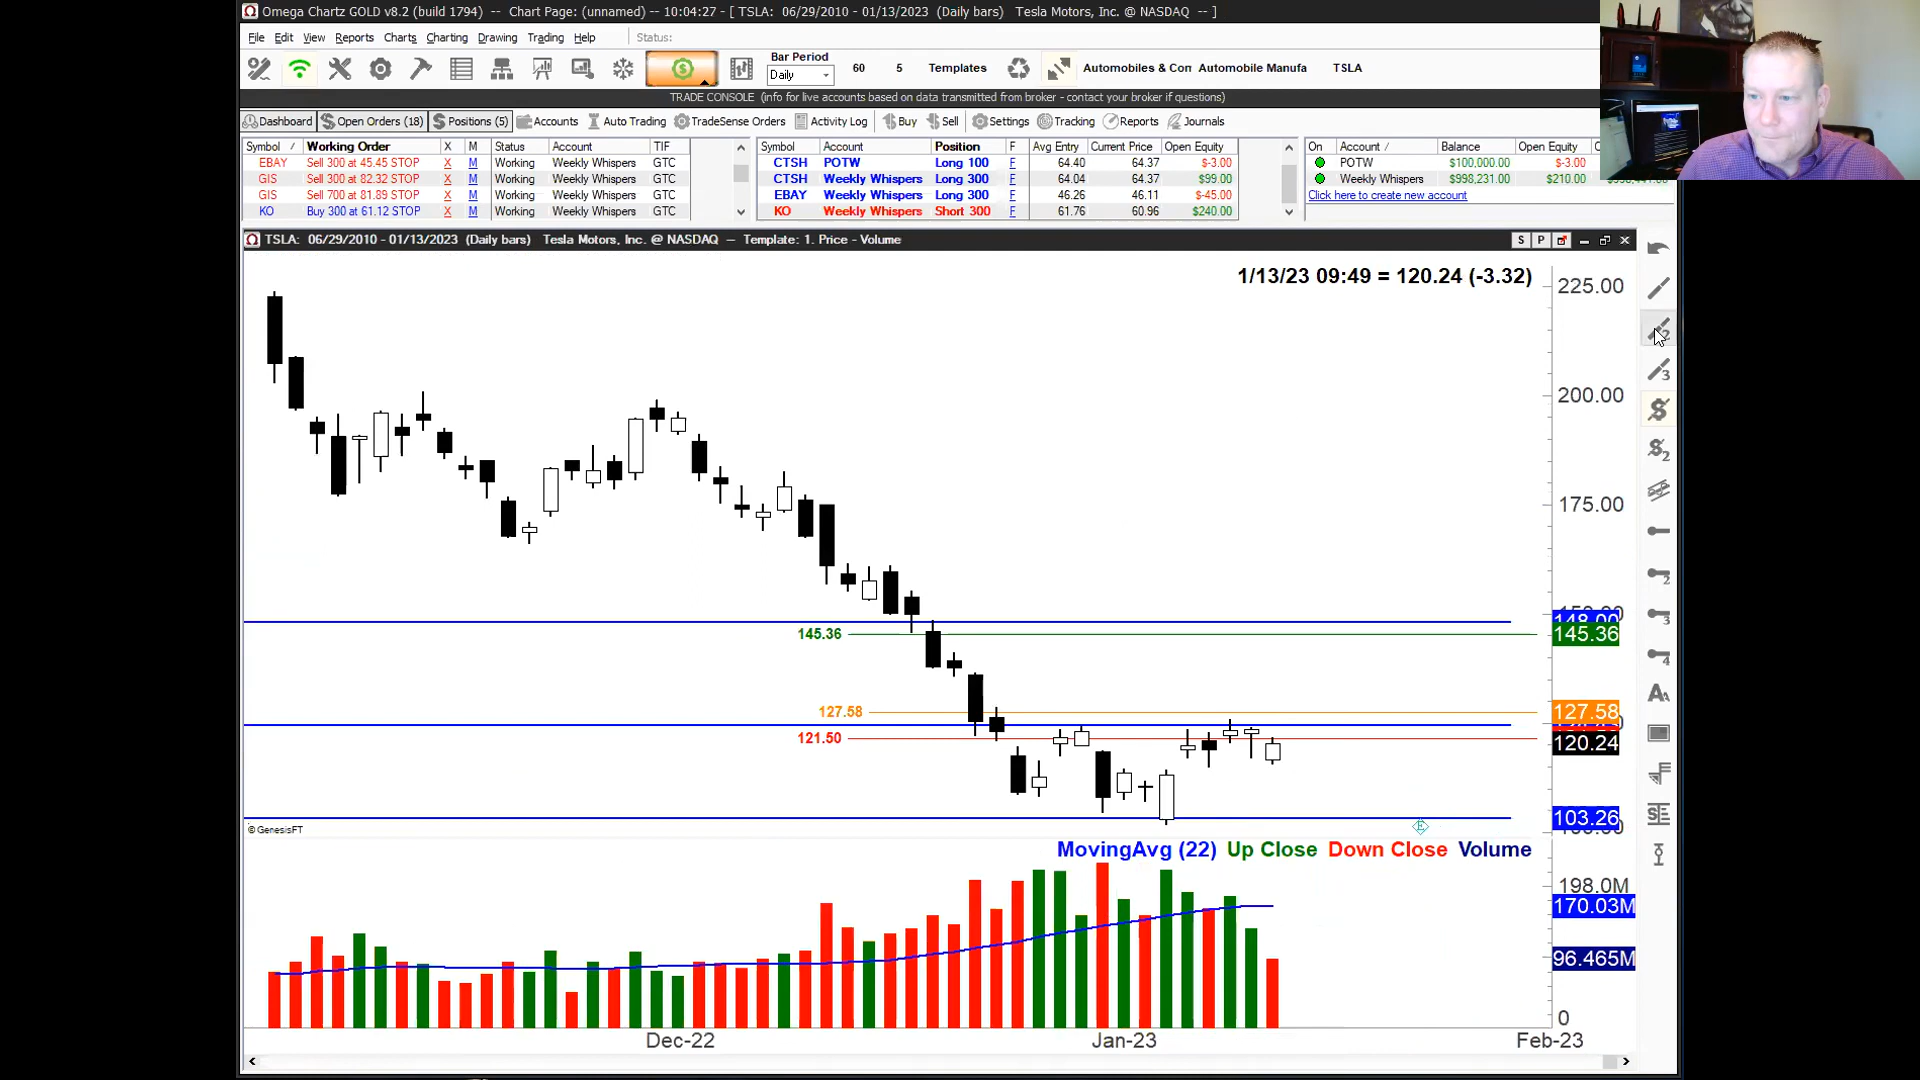 Omega Chartz GOLD v8.2 (build 1794) -- Chart Page: (unnamed) -- 10:04:27 - [ TSLA: 06/29/2010 - 01/13/2023 (Daily bars) Tesla Motors, Inc. @ NASDAQ -- ]
File Edit View Reports Charts Charting Drawing Trading Help Status:
Bar Period
Daily 60 5 Templates Automobiles & Con Automobile Manufa TSLA
TRADE CONSOLE (info for live accounts based on data transmitted from broker - contact your broker if questions)
Dashboard Open Orders (18) Positions (5) Accounts Auto Trading TradeSense Orders Activity Log Buy Sell Settings Tracking Reports Journals
Symbol / Working Order X M Status Account TIF Symbol Account Position F Avg Entry Current Price Open Equity On Account / Balance Open Equity
EBAY Sell 300 at 45.45 STOP X M Working Weekly Whispers GTC CTSH POTW Long 100 F 64.40 64.37 $-3.00 POTW $100,000.00 $-3.00
GIS Sell 300 at 82.32 STOP X M Working Weekly Whispers GTC CTSH Weekly Whispers Long 300 F 64.04 64.37 $99.00 Weekly Whispers $998,231.00 $210.00
GIS Sell 700 at 81.89 STOP X M Working Weekly Whispers GTC EBAY Weekly Whispers Long 300 F 46.26 46.11 $-45.00 Click here to create new account
KO Buy 300 at 61.12 STOP X M Working Weekly Whispers GTC KO Weekly Whispers Short 300 F 61.76 60.96 $240.00
TSLA: 06/29/2010 - 01/13/2023 (Daily bars) Tesla Motors, Inc. @ NASDAQ -- Template: 1. Price - Volume S P
1/13/23 09:49 = 120.24 (-3.32)
225.00
200.00
175.00
148.00
145.36 145.36
127.58 127.58
121.50
120.24
103.26
© GenesisFT
MovingAvg (22) Up Close Down Close Volume
198.0M
170.03M
96.465M
0
Dec-22 Jan-23 Feb-23